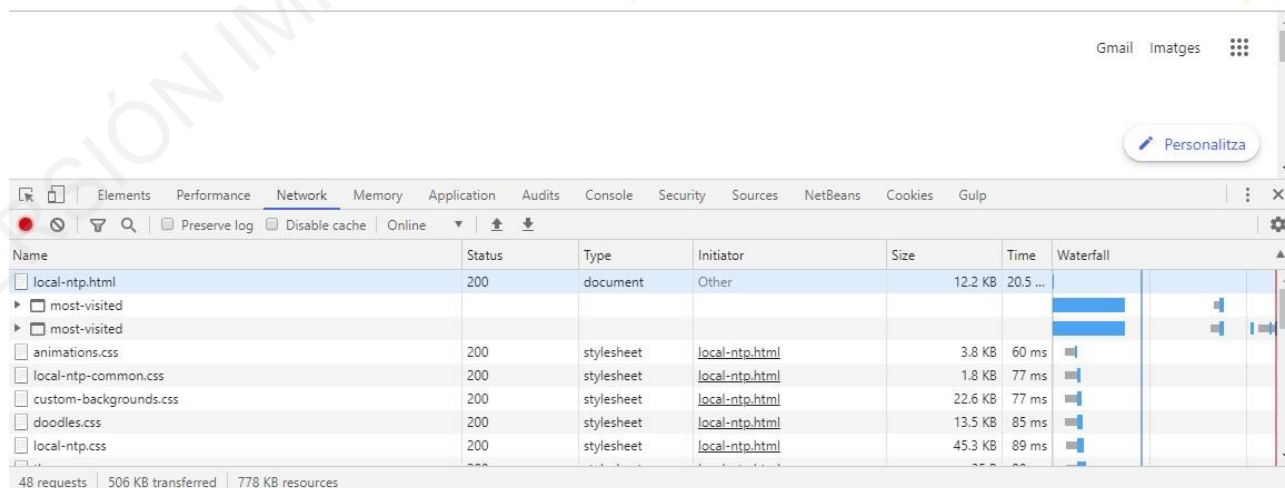 Gmail Imatges
Personalitza
Elements Performance Network Memory Application Audits Console Security Sources NetBeans Cookies Gulp
Preserve log Disable cache Online
Name Status Type Initiator Size Time Waterfall
local-ntp.html 200 document Other 12.2 KB 20.5 ...
most-visited
most-visited
animations.css 200 stylesheet local-ntp.html 3.8 KB 60 ms
local-ntp-common.css 200 stylesheet local-ntp.html 1.8 KB 77 ms
custom-backgrounds.css 200 stylesheet local-ntp.html 22.6 KB 77 ms
doodles.css 200 stylesheet local-ntp.html 13.5 KB 85 ms
local-ntp.css 200 stylesheet local-ntp.html 45.3 KB 89 ms
48 requests | 506 KB transferred | 778 KB resources